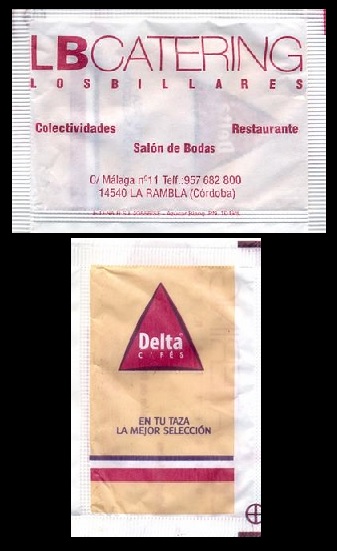 LBCATERING
LOSBILLARES
Colectividades Restaurante
Salón de Bodas
C/ Málaga nº11 Telf.:957 682 800
14540 LA RAMBLA (Córdoba)
Delta
CAFÉS
EN TU TAZA
LA MEJOR SELECCIÓN